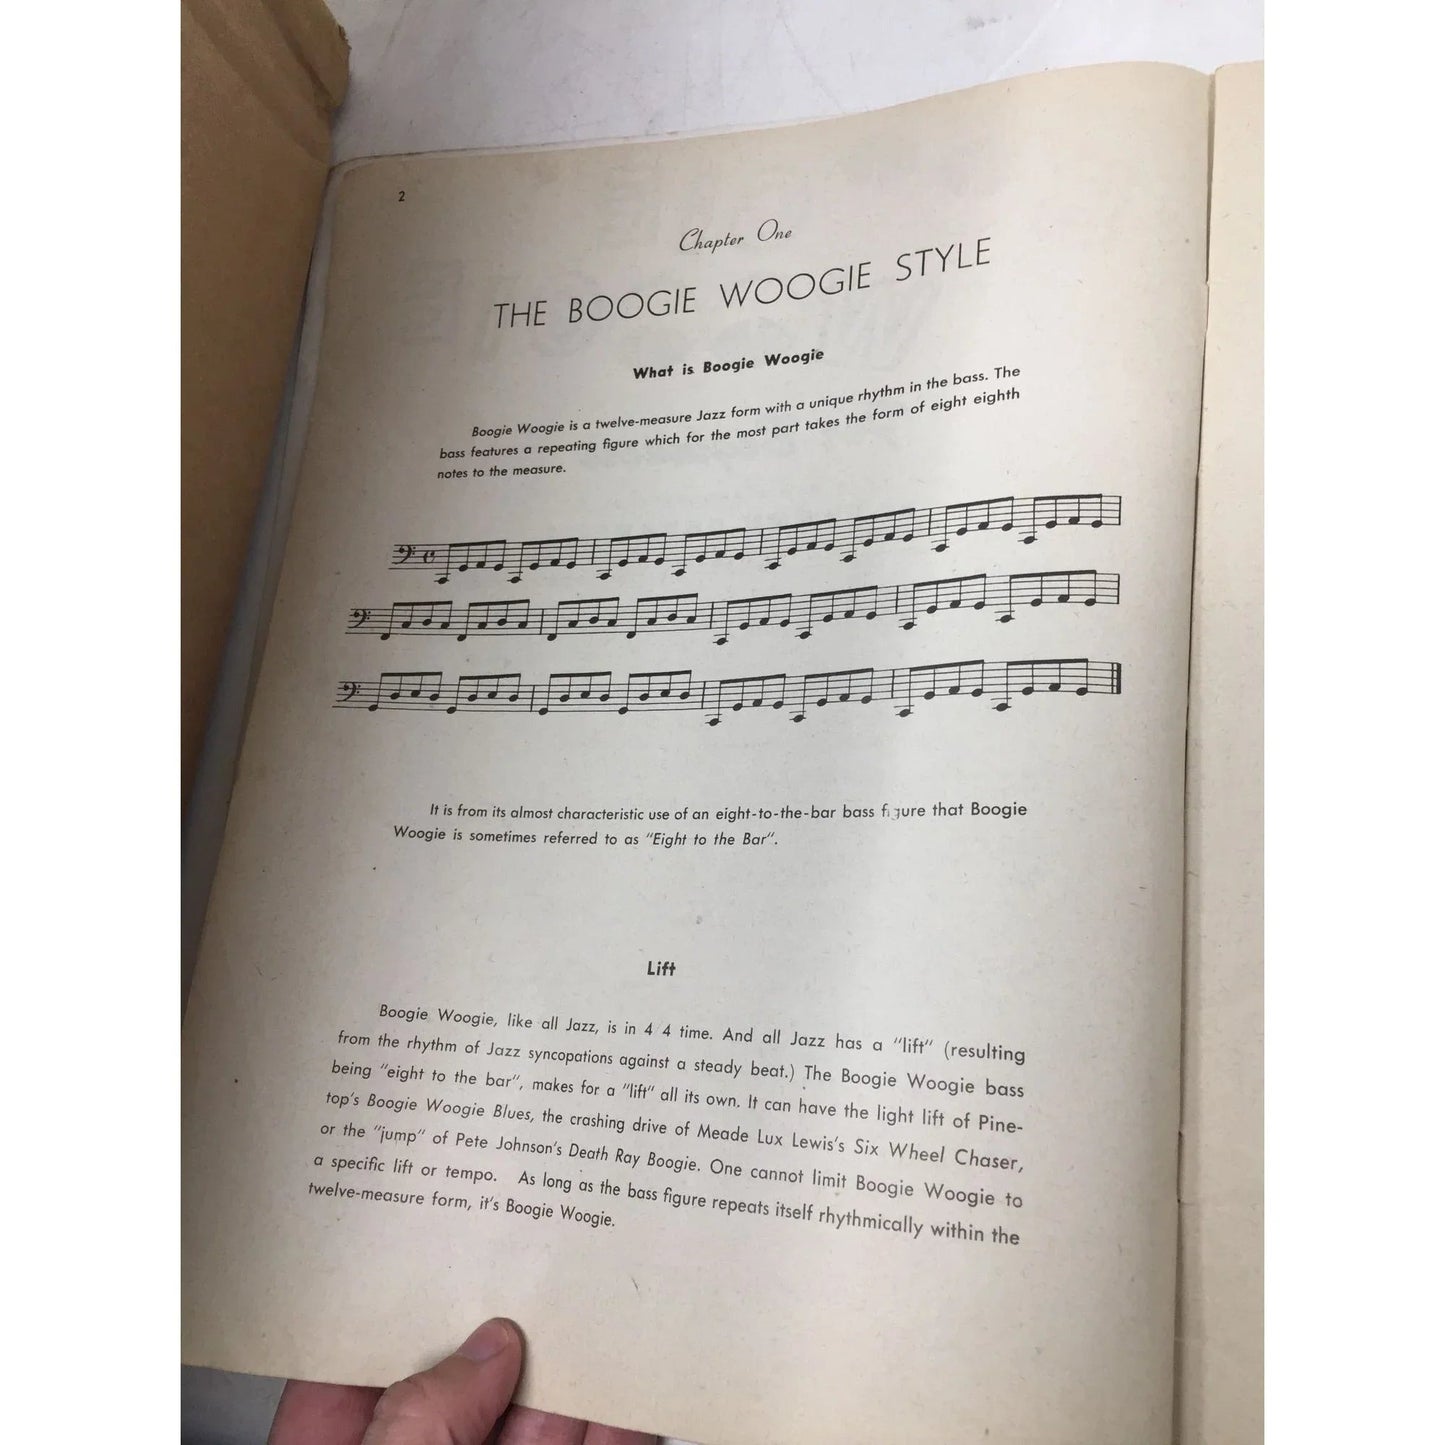 2
Chapter One
THE BOOGIE WOOGIE STYLE
What is Boogie Woogie
Boogie Woogie is a twelve-measure Jazz form with a unique rhythm in the bass. The
bass features a repeating figure which for the most part takes the form of eight eighth
notes to the measure.
It is from its almost characteristic use of an eight-to-the-bar bass figure that Boogie
Woogie is sometimes referred to as "Eight to the Bar".
Lift
Boogie Woogie, like all Jazz, is in 4 4 time. And all Jazz has a "lift" (resulting
from the rhythm of Jazz syncopations against a steady beat.) The Boogie Woogie bass
being "eight to the bar", makes for a "lift" all its own. It can have the light lift of Pine-
top's Boogie Woogie Blues, the crashing drive of Meade Lux Lewis's Six Wheel Chaser,
or the "jump" of Pete Johnson's Death Ray Boogie. One cannot limit Boogie Woogie to
a specific lift or tempo. As long as the bass figure repeats itself rhythmically within the
twelve-measure form, it's Boogie Woogie.